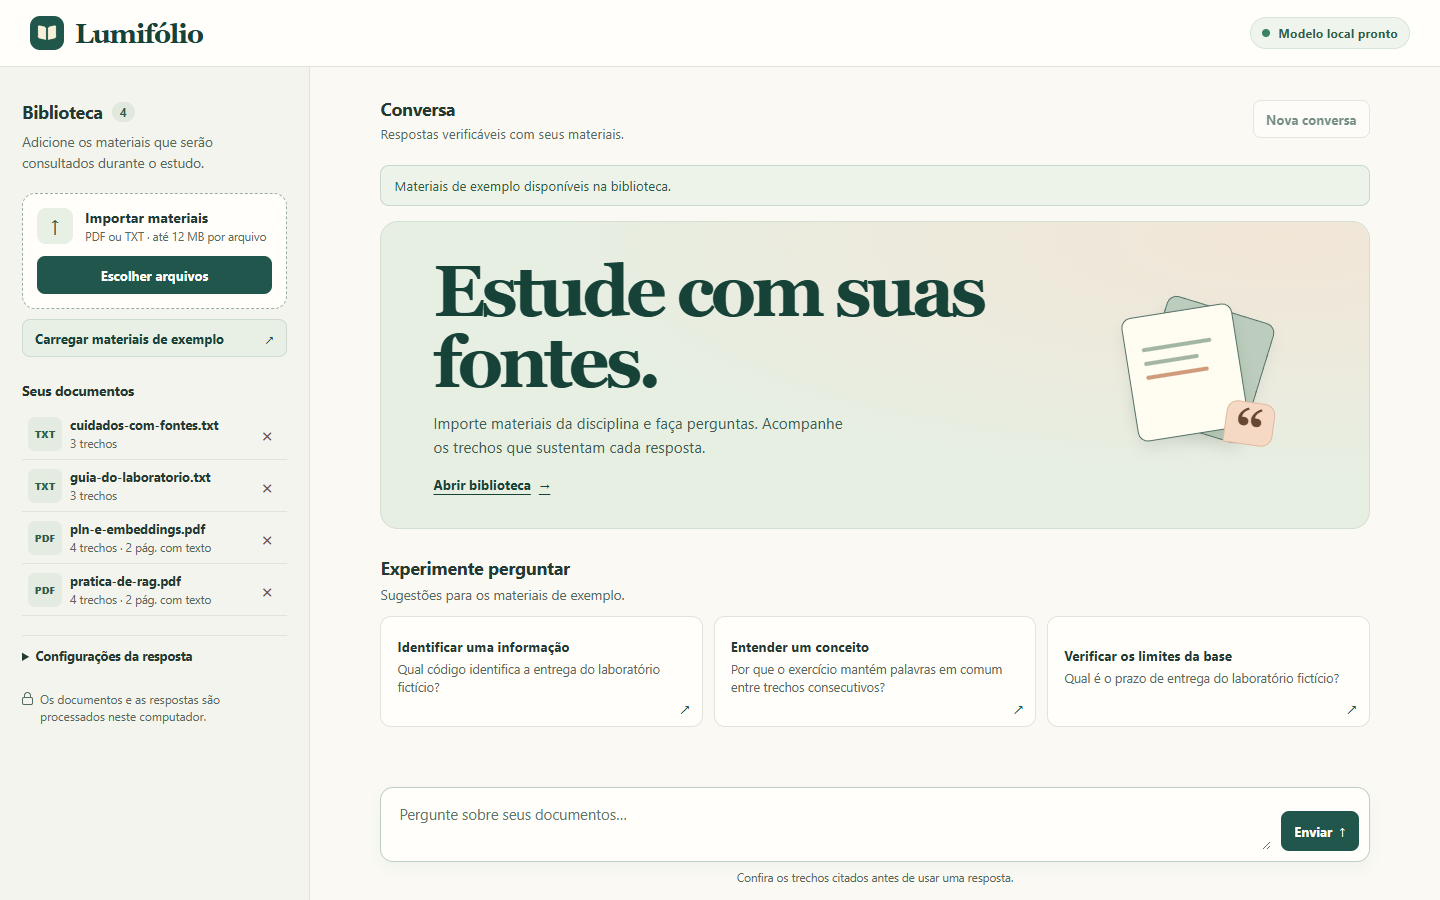 Lumifólio
Modelo local pronto
Biblioteca 4
Adicione os materiais que serão
consultados durante o estudo.
↑ Importar materiais
PDF ou TXT · até 12 MB por arquivo
Escolher arquivos
Carregar materiais de exemplo ↗
Seus documentos
TXT cuidados-com-fontes.txt ×
3 trechos
TXT guia-do-laboratorio.txt ×
3 trechos
PDF pln-e-embeddings.pdf ×
4 trechos · 2 pág. com texto
PDF pratica-de-rag.pdf ×
4 trechos · 2 pág. com texto
Configurações da resposta
Os documentos e as respostas são
processados neste computador.
Conversa
Respostas verificáveis com seus materiais.
Nova conversa
Materiais de exemplo disponíveis na biblioteca.
Estude com suas
fontes.
Importe materiais da disciplina e faça perguntas. Acompanhe
os trechos que sustentam cada resposta.
Abrir biblioteca →
“
Experimente perguntar
Sugestões para os materiais de exemplo.
Identificar uma informação
Qual código identifica a entrega do laboratório
fictício?
↗
Entender um conceito
Por que o exercício mantém palavras em comum
entre trechos consecutivos?
↗
Verificar os limites da base
Qual é o prazo de entrega do laboratório fictício?
↗
Pergunte sobre seus documentos...
Enviar ↑
Confira os trechos citados antes de usar uma resposta.